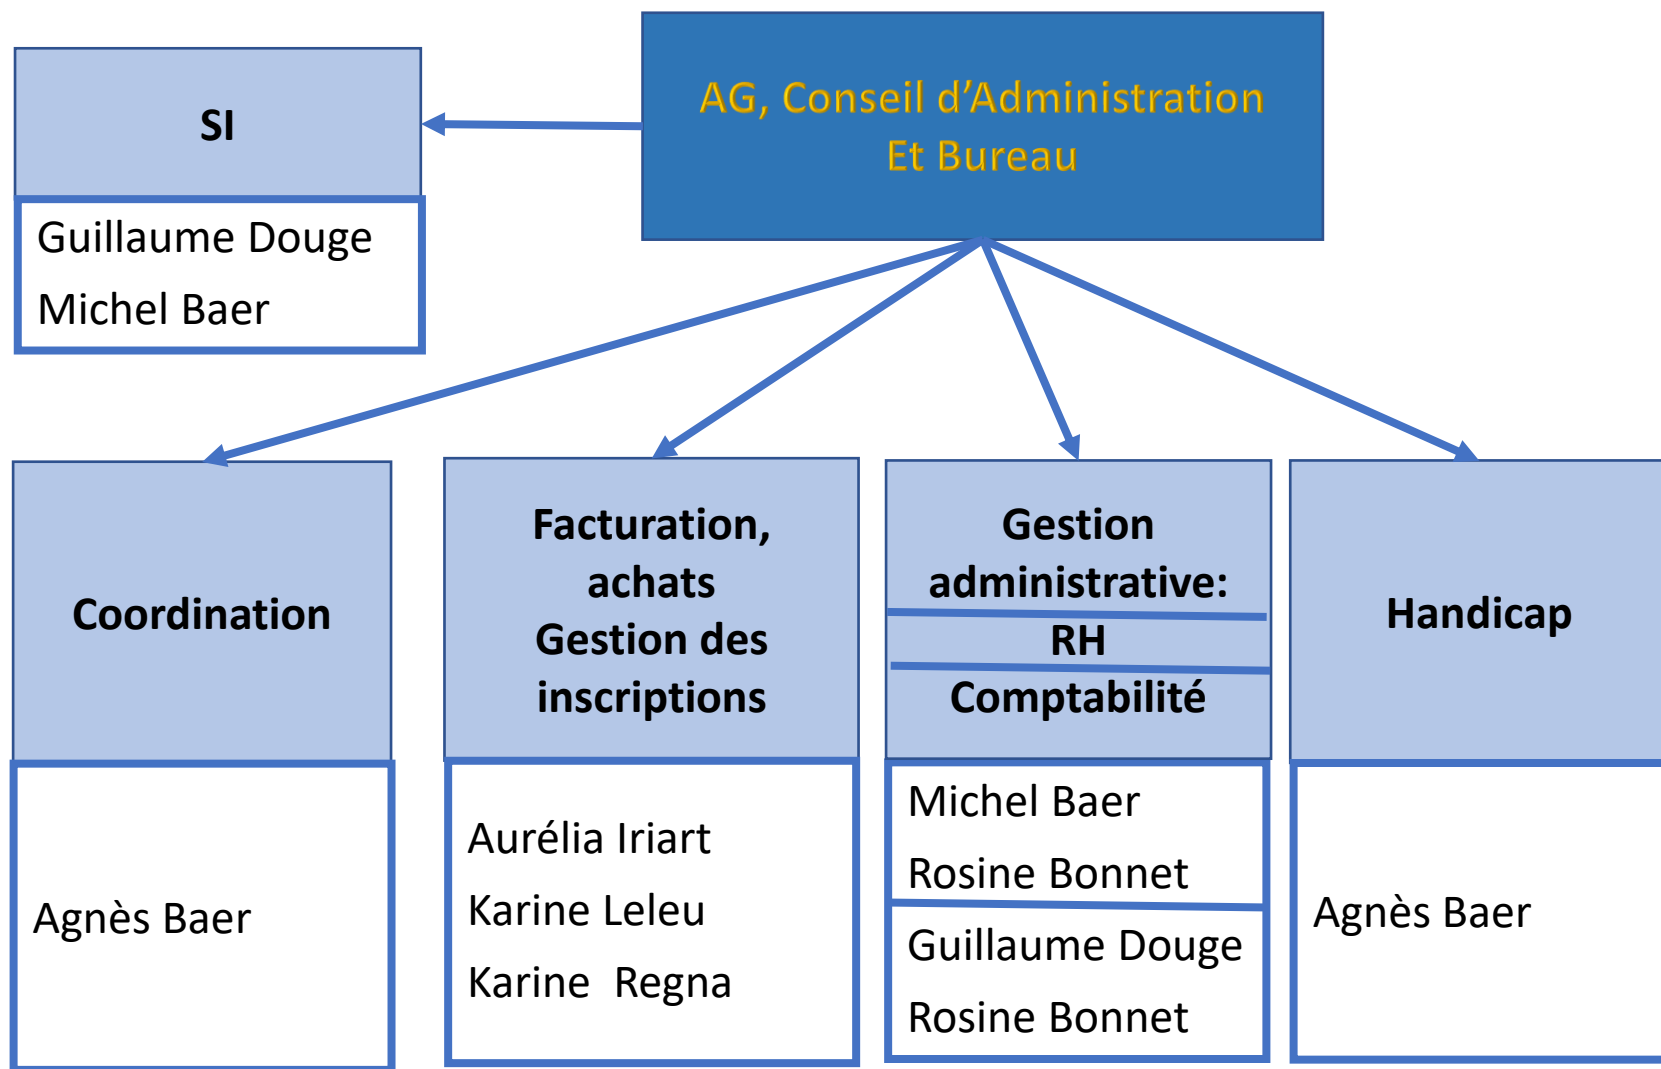 AG, Conseil d’Administration
Et Bureau
SI
Guillaume Douge
Michel Baer
Coordination
Agnès Baer
Facturation,
achats
Gestion des
inscriptions
Aurélia Iriart
Karine Leleu
Karine  Regna
Gestion
administrative:
RH
Comptabilité
Michel Baer
Rosine Bonnet
Guillaume Douge
Rosine Bonnet
Handicap
Agnès Baer